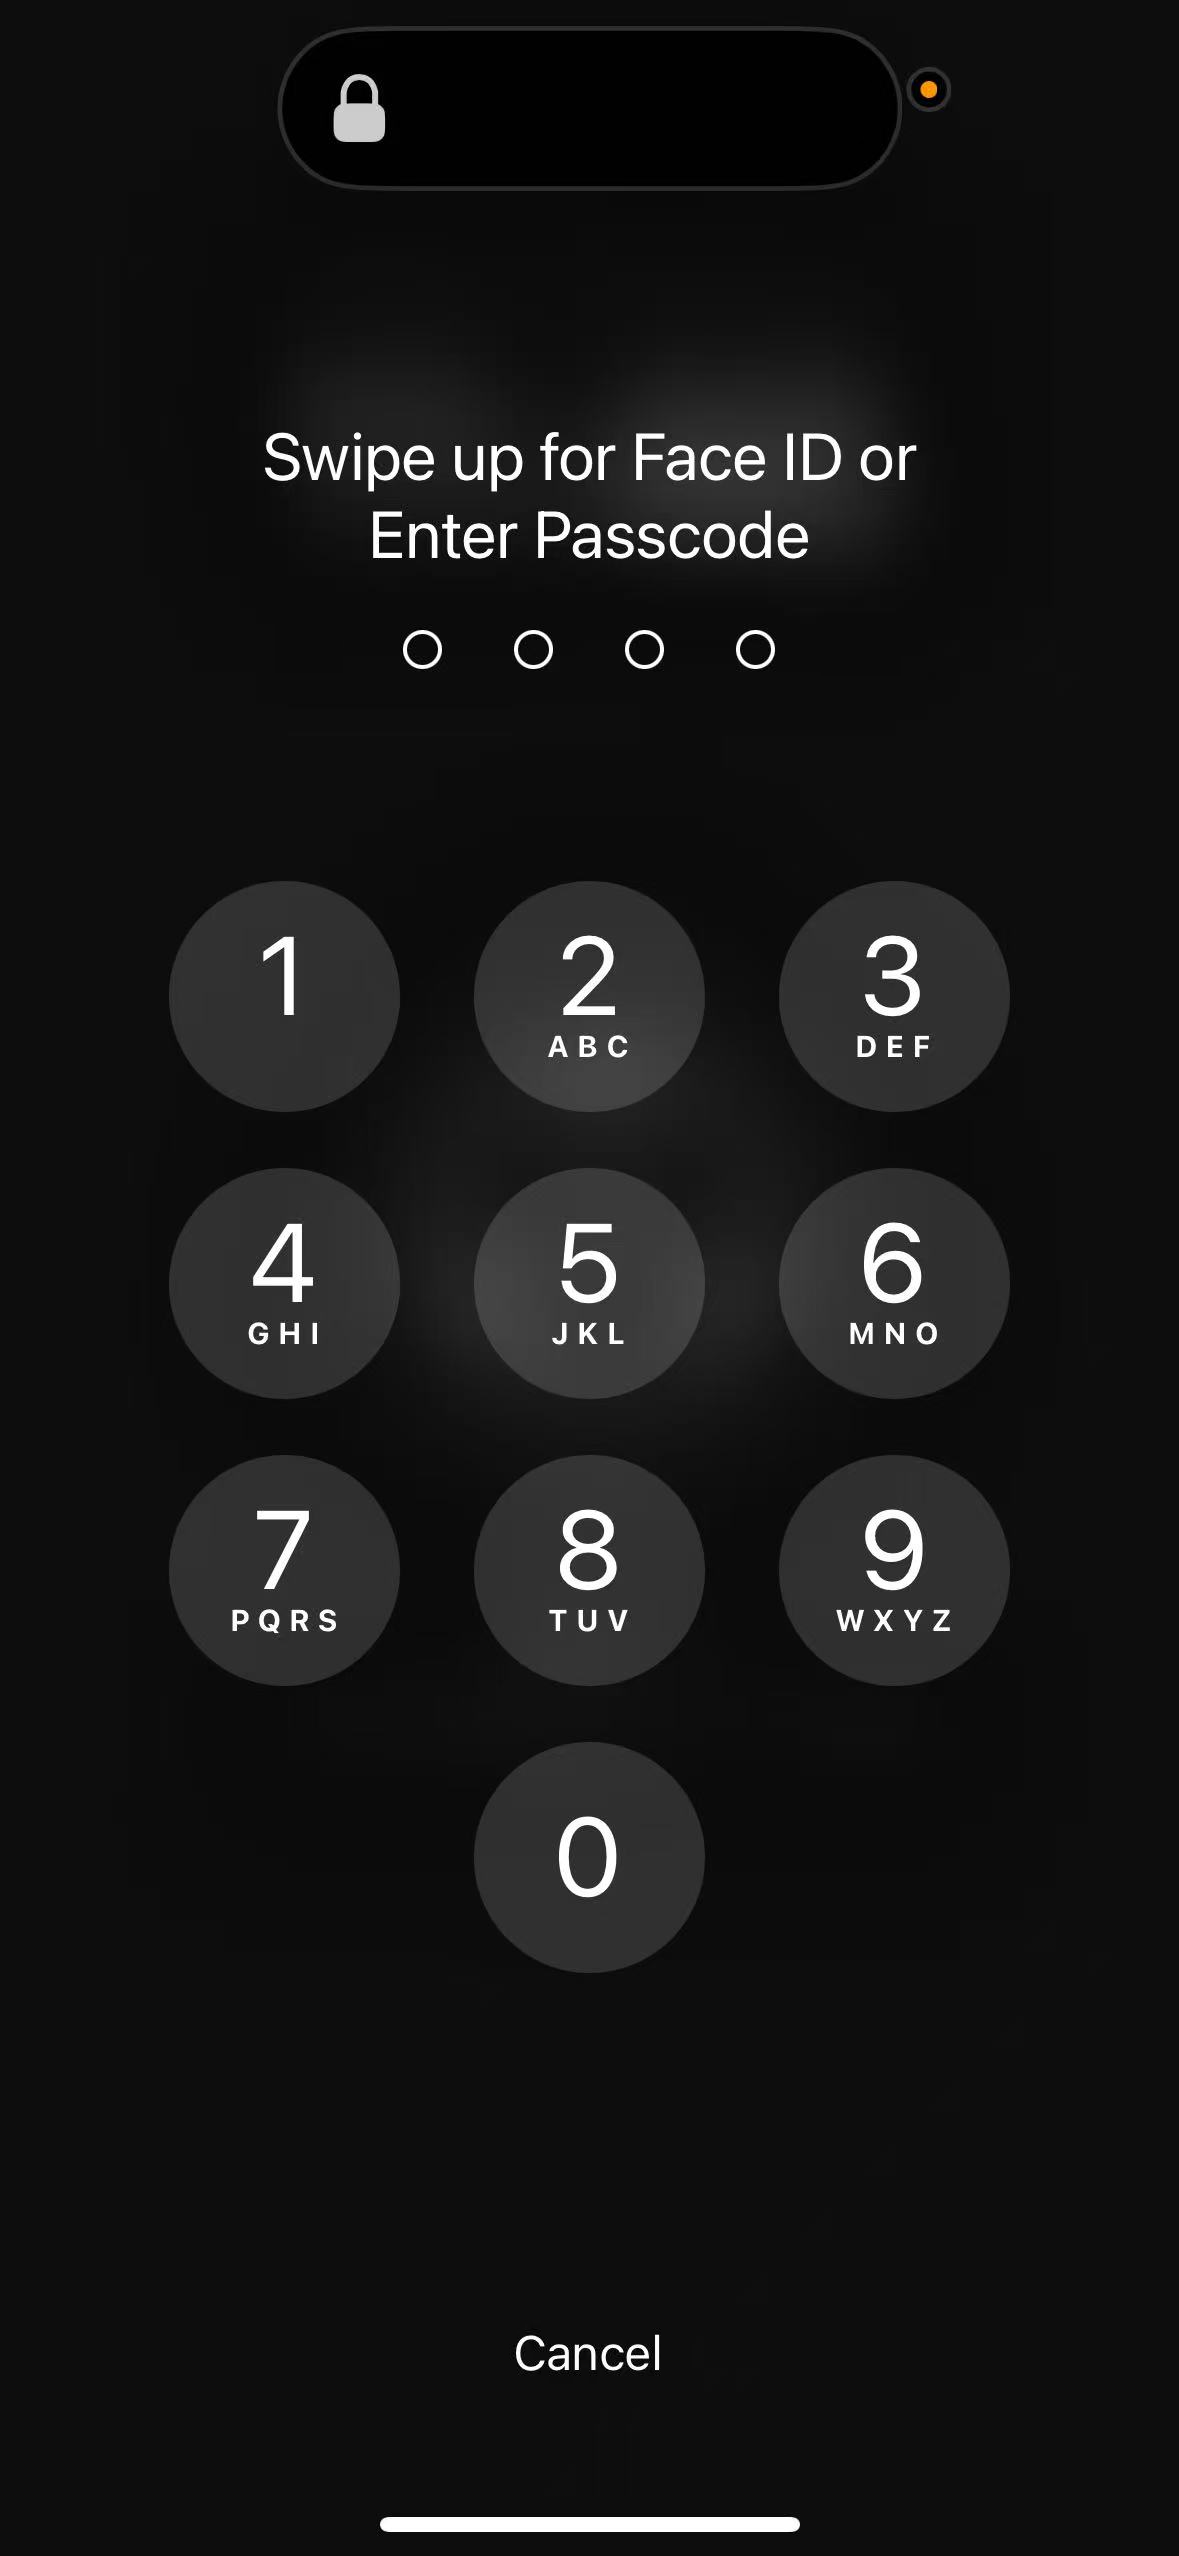 Swipe up for Face ID or
Enter Passcode
1
2
ABC
3
DEF
4
GHI
5
JKL
6
MNO
7
PQRS
8
TUV
9
WXYZ
0
Cancel